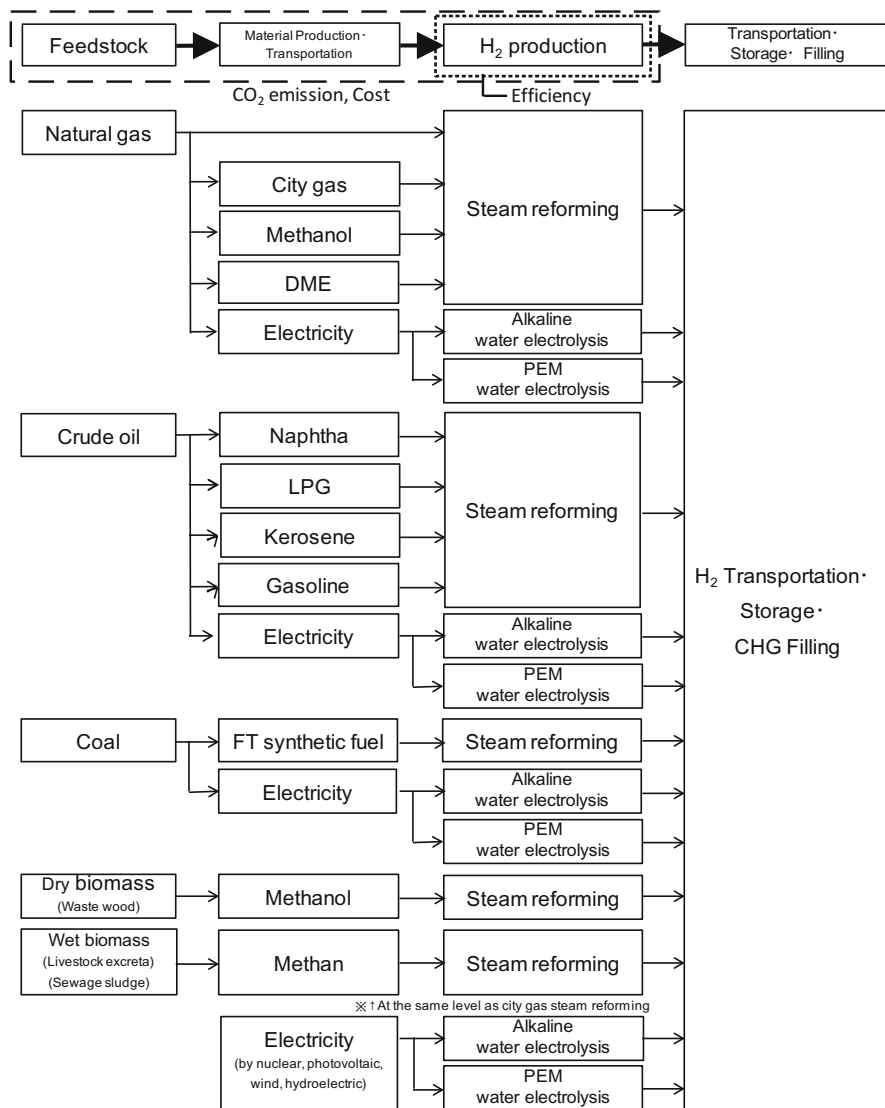 Feedstock
Material Production・
Transportation
H₂ production
Transportation・
Storage・ Filling
CO₂ emission, Cost
Efficiency
Natural gas
City gas
Methanol
DME
Electricity
Steam reforming
Alkaline
water electrolysis
PEM
water electrolysis
Crude oil
Naphtha
LPG
Kerosene
Gasoline
Electricity
Steam reforming
Alkaline
water electrolysis
PEM
water electrolysis
H₂ Transportation・
Storage・
CHG Filling
Coal
FT synthetic fuel
Steam reforming
Electricity
Alkaline
water electrolysis
PEM
water electrolysis
Dry biomass
(Waste wood)
Methanol
Steam reforming
Wet biomass
(Livestock excreta)
(Sewage sludge)
Methan
Steam reforming
※↑At the same level as city gas steam reforming
Electricity
(by nuclear, photovoltaic,
wind, hydroelectric)
Alkaline
water electrolysis
PEM
water electrolysis